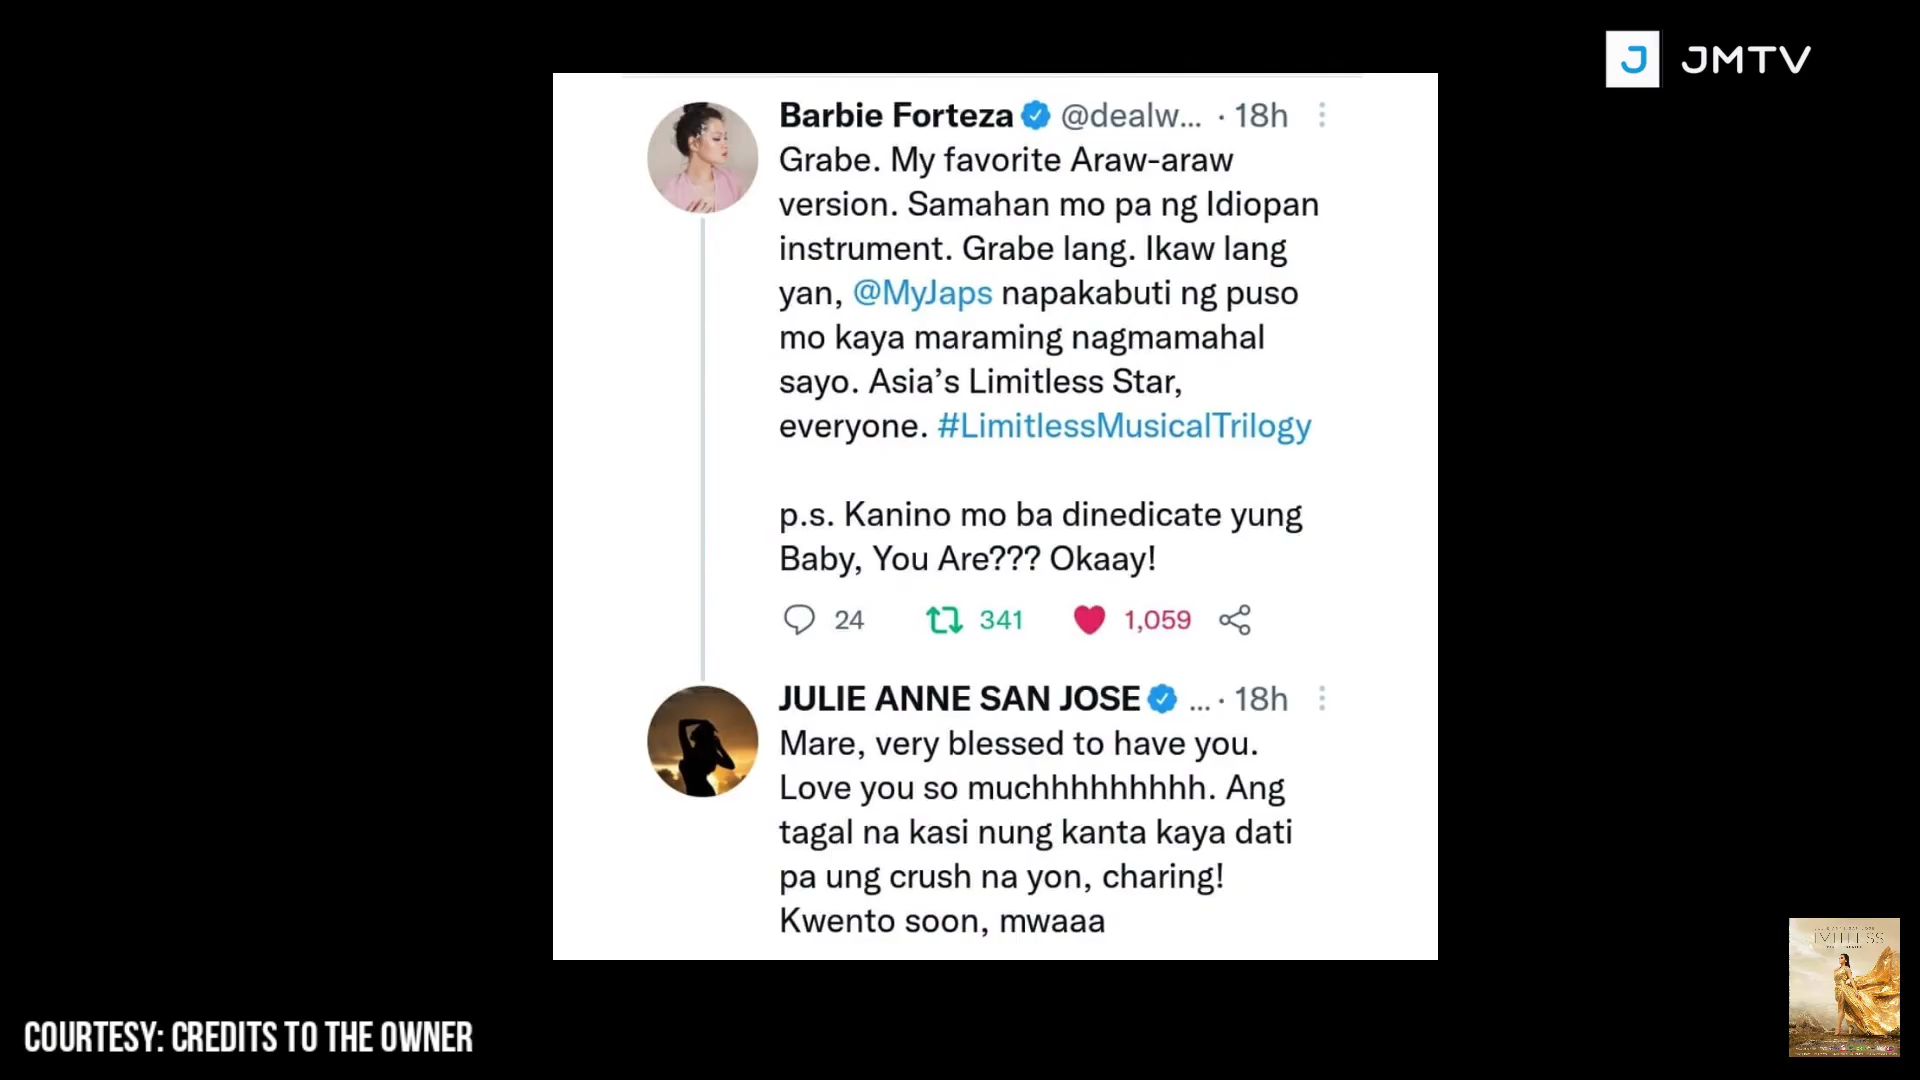 J JMTV
Barbie Forteza @dealw... · 18h
Grabe. My favorite Araw-araw
version. Samahan mo pa ng Idiopan
instrument. Grabe lang. Ikaw lang
yan, @MyJaps napakabuti ng puso
mo kaya maraming nagmamahal
sayo. Asia’s Limitless Star,
everyone. #LimitlessMusicalTrilogy
p.s. Kanino mo ba dinedicate yung
Baby, You Are??? Okaay!
24 341 1,059
JULIE ANNE SAN JOSE ... · 18h
Mare, very blessed to have you.
Love you so muchhhhhhhhh. Ang
tagal na kasi nung kanta kaya dati
pa ung crush na yon, charing!
Kwento soon, mwaaa
LIMITLESS
COURTESY: CREDITS TO THE OWNER